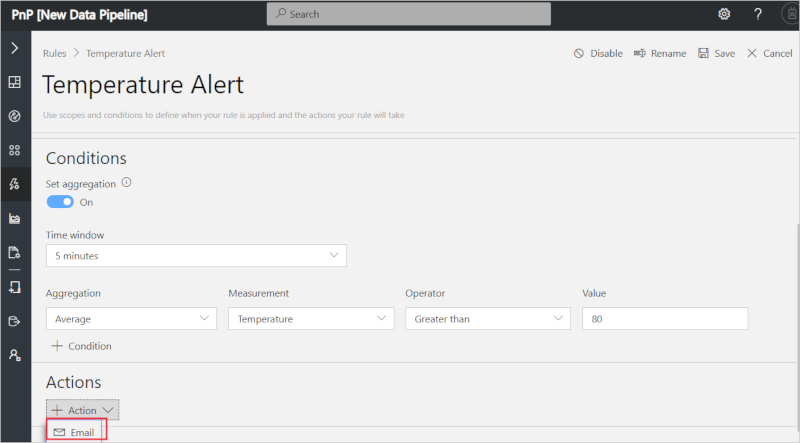 PnP [New Data Pipeline]
Search
?
Rules > Temperature Alert
Disable Rename Save Cancel
Temperature Alert
Use scopes and conditions to define when your rule is applied and the actions your rule will take
Conditions
Set aggregation
On
Time window
5 minutes
Aggregation Measurement Operator Value
Average Temperature Greater than 80
+ Condition
Actions
+ Action
Email